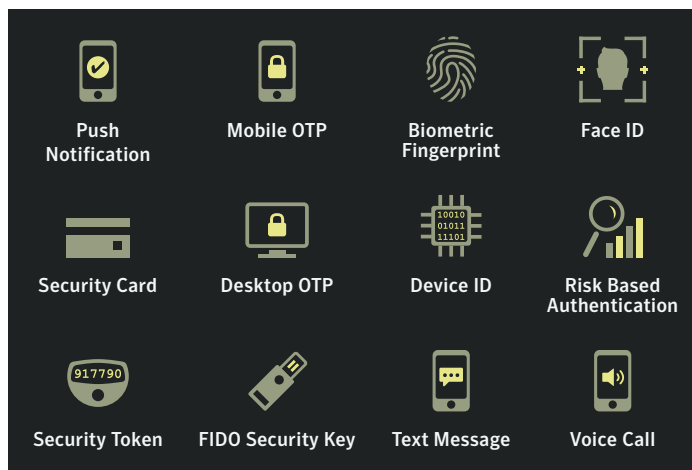 Push
Notification
Mobile OTP
Biometric
Fingerprint
Face ID
Security Card
Desktop OTP
10010
01011
11101
Device ID
Risk Based
Authentication
917790
Security Token
FIDO Security Key
Text Message
Voice Call